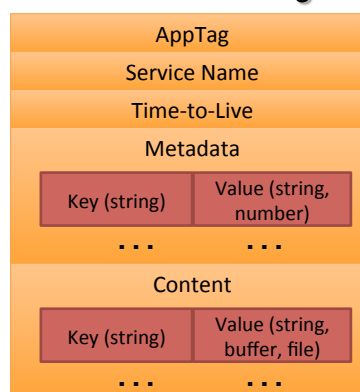 AppTag
Service Name
Time-to-Live
Metadata
Key (string) Value (string,
number)
... ...
Content
Key (string) Value (string,
buffer, file)
... ...